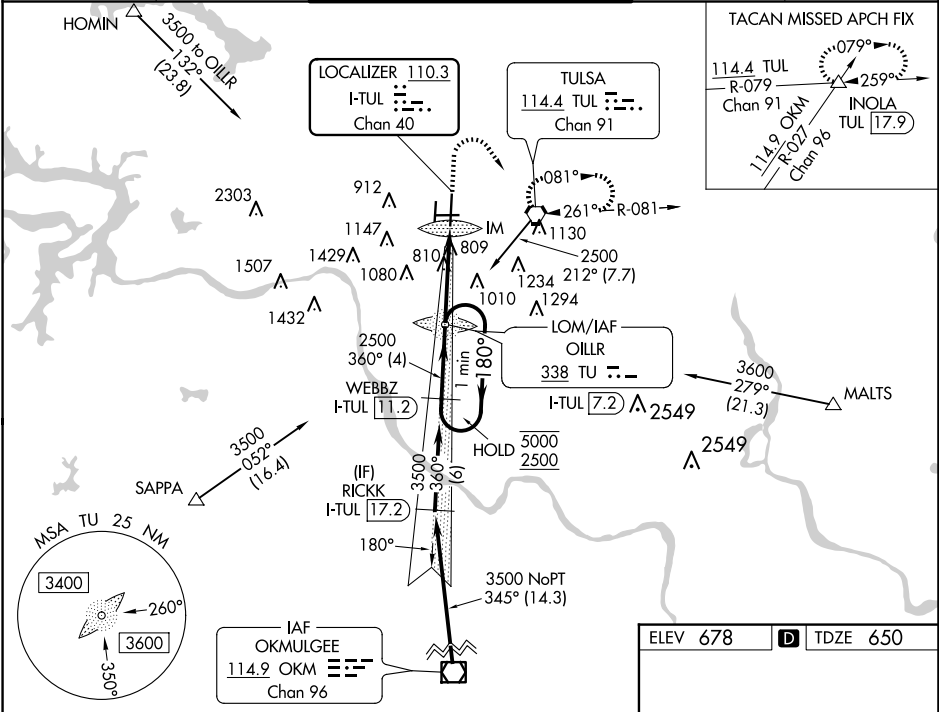 HOMIN
3500 to OILLR
132°
(23.8)
LOCALIZER 110.3
I-TUL
Chan 40
TULSA
114.4 TUL
Chan 91
TACAN MISSED APCH FIX
079°
259°
114.4 TUL
R-079
Chan 91
INOLA
TUL 17.9
114.9 OKM
R-027
Chan 96
081°
261° R-081
2303
912
IM
1130
1147
1429
810
809
2500
212° (7.7)
1507
1080
1234
1010
1294
1432
LOM/IAF
OILLR
338 TU
I-TUL 7.2
2549
2549
2500
360° (4)
1 min
180°
WEBBZ
I-TUL 11.2
3600
279°
(21.3)
MALTS
HOLD 5000
2500
3500
052°
(16.4)
SAPPA
3500
360°
(6)
(IF)
RICKK
I-TUL 17.2
180°
3500 NoPT
345° (14.3)
MSA TU 25 NM
3400
260°
3600
350°
IAF
OKMULGEE
114.9 OKM
Chan 96
ELEV 678 D TDZE 650